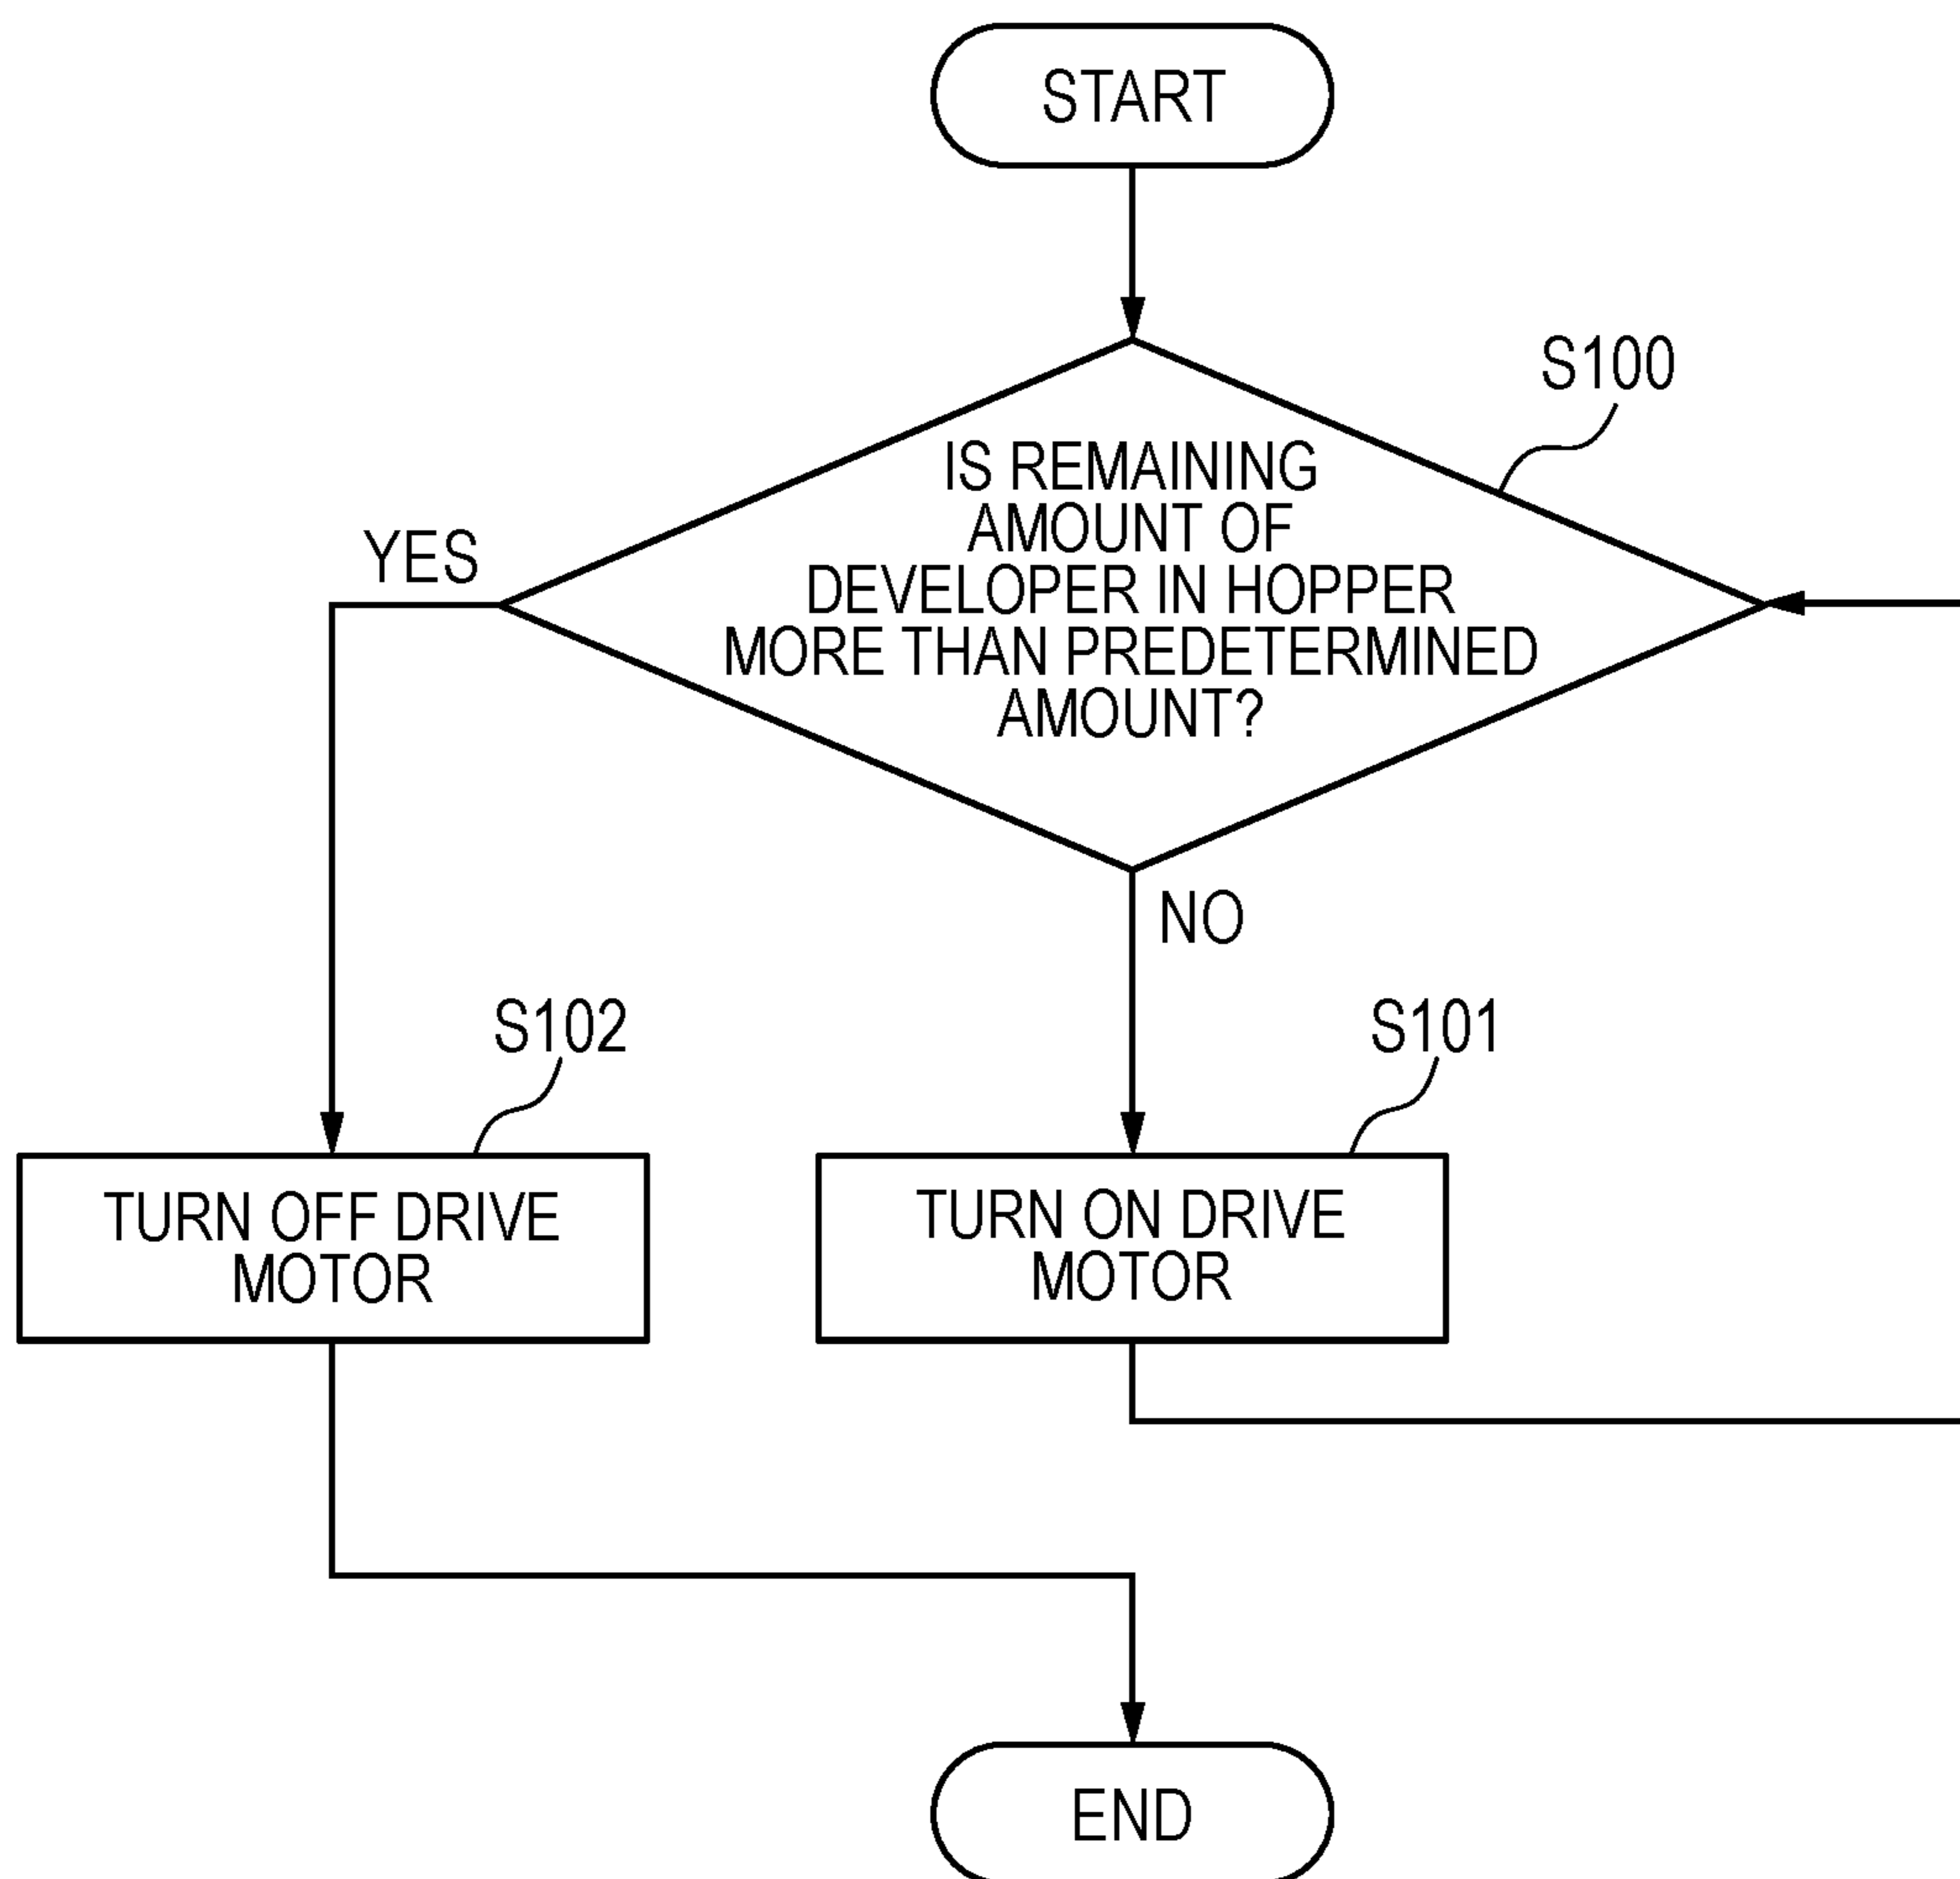 START
S100
IS REMAINING
AMOUNT OF
DEVELOPER IN HOPPER
MORE THAN PREDETERMINED
AMOUNT?
YES
NO
S102
S101
TURN OFF DRIVE
MOTOR
TURN ON DRIVE
MOTOR
END